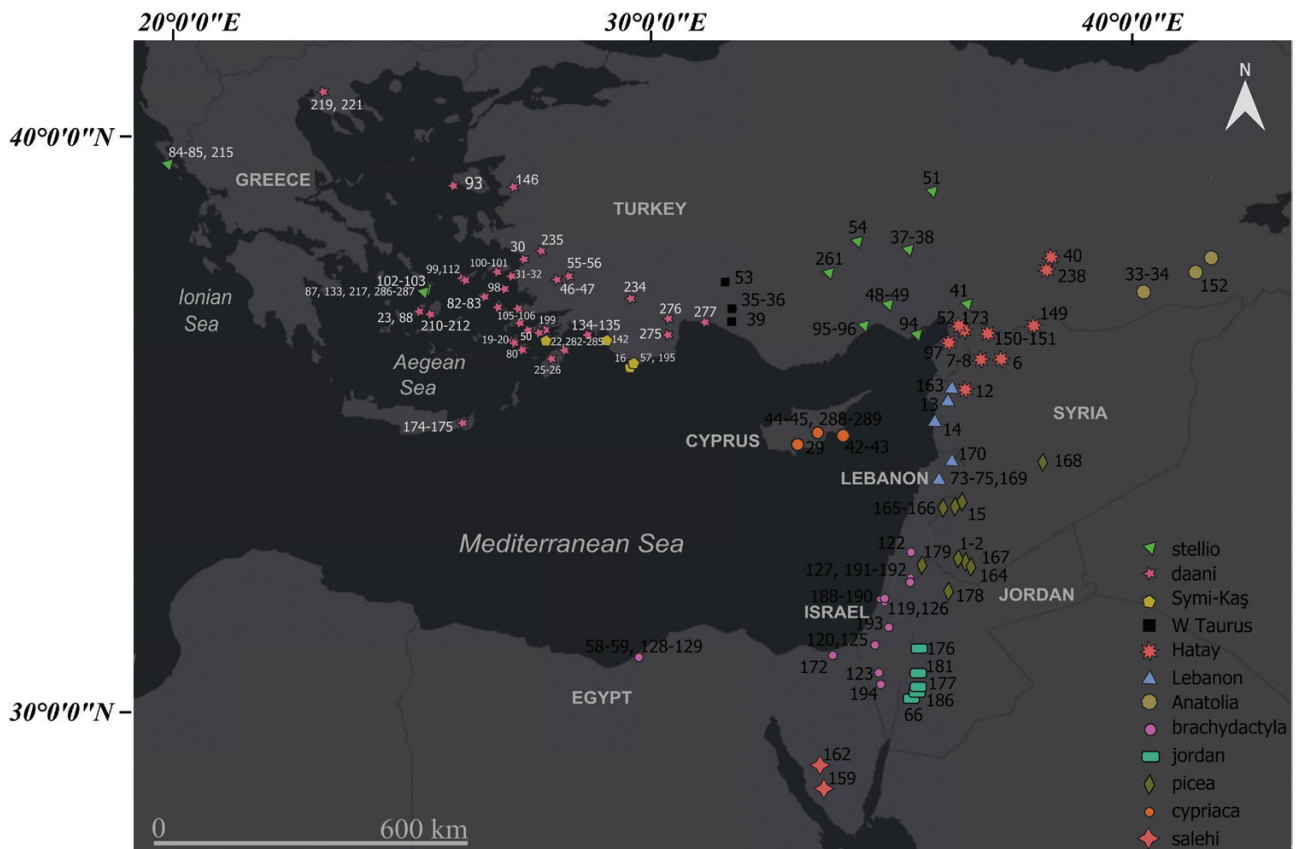 20°0'0"E 30°0'0"E 40°0'0"E
N
219, 221
40°0'0"N
84-85, 215
GREECE
93
146
51
TURKEY
54
37-38
30
235
40
238
100-101
55-56
261
33-34
152
102-103
99,112
31-32
87, 133, 217, 286-287
98
46-47
Ionian
Sea
82-83
234
48-49
41
23, 88
210-212
105-106
199
134-135
276
277
95-96
94
52,173
149
150-151
19-20
50
22,282-285
142
275
97
7-8
6
80
16
57, 195
Aegean
Sea
25-26
163
12
13
174-175
44-45, 288-289
SYRIA
14
CYPRUS
29
42-43
170
168
LEBANON
73-75,169
165-166
15
Mediterranean Sea
122
179
1-2
167
stellio
127, 191-192
164
daani
188-190
178
JORDAN
Symi-Kaş
ISRAEL
119,126
193
W Taurus
58-59, 128-129
120,125
176
Hatay
172
181
Lebanon
123
177
EGYPT
194
186
Anatolia
30°0'0"N
66
brachydactyla
jordan
162
159
picea
cypriaca
0 600 km
salehi